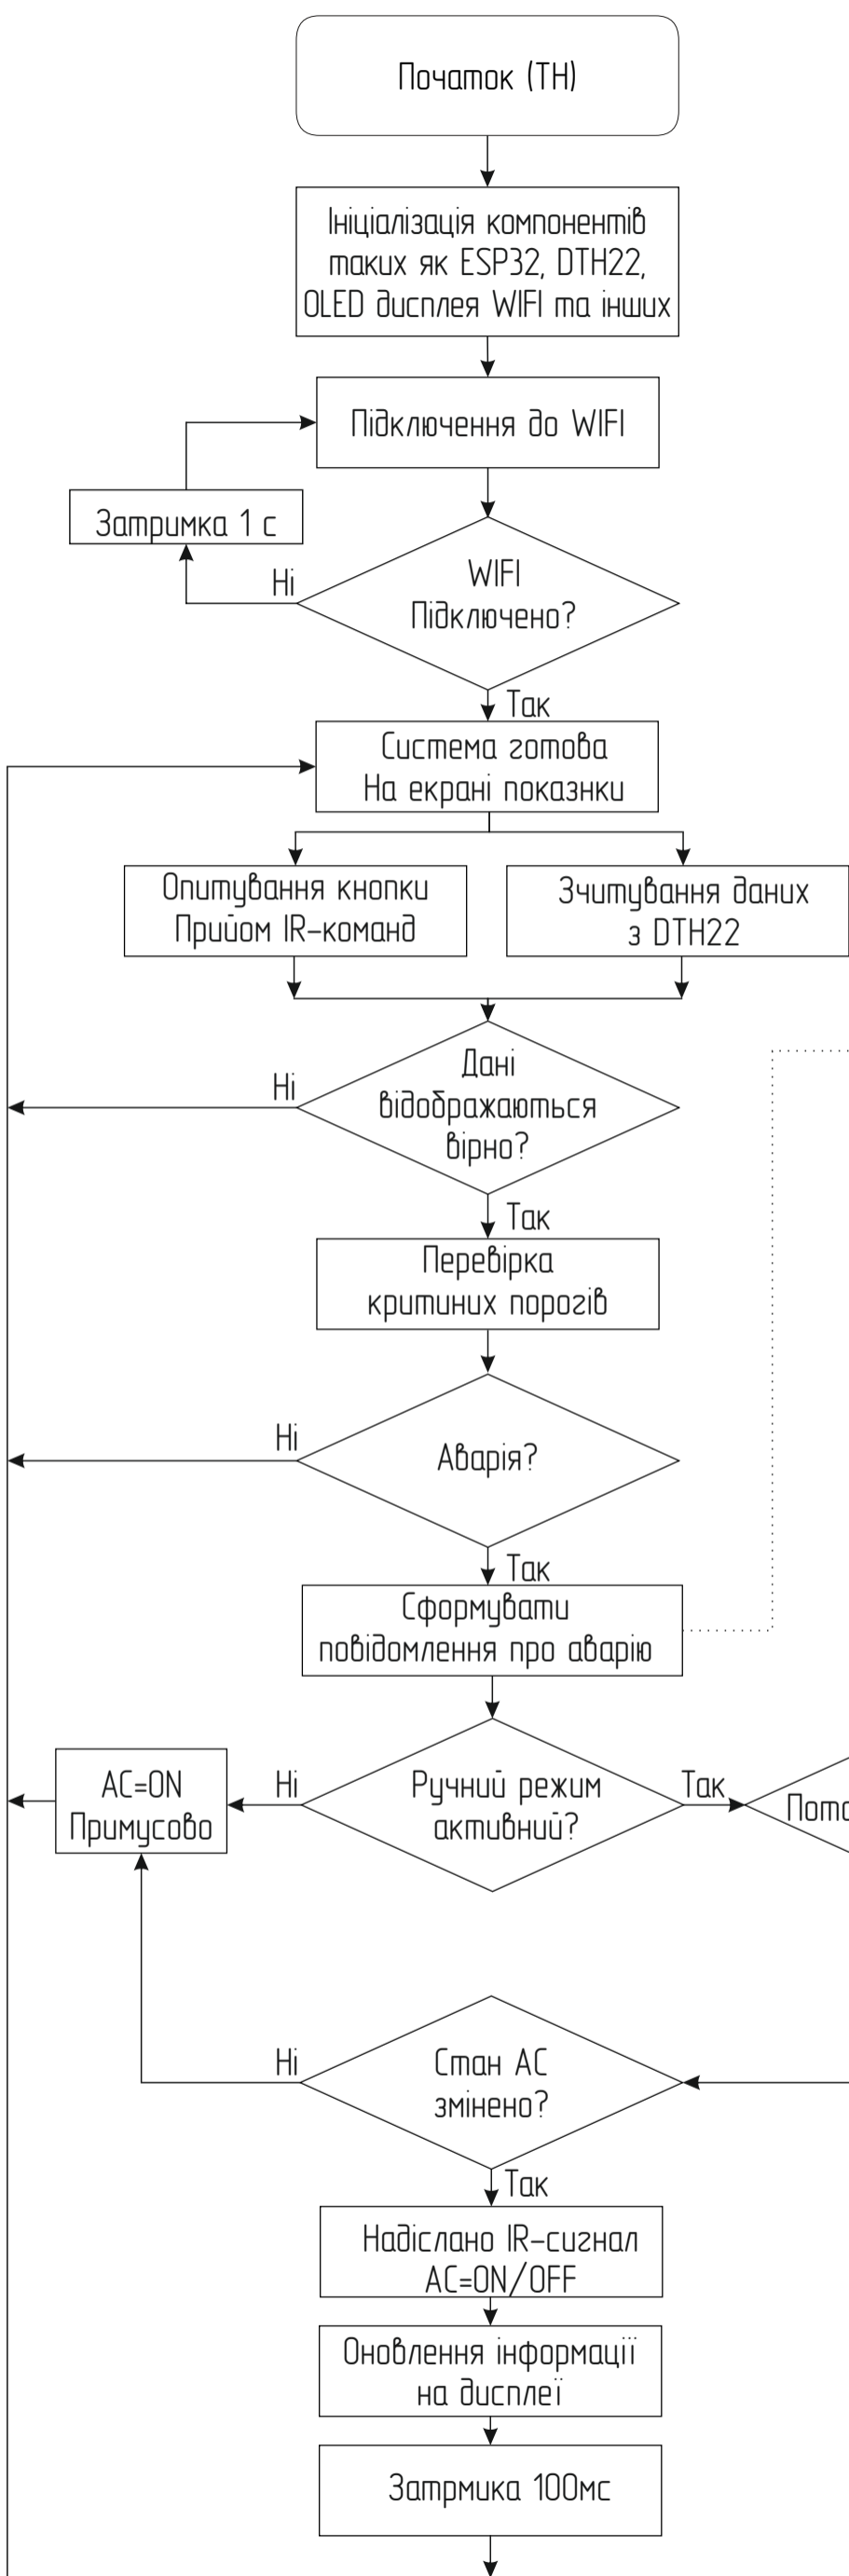 Початок (ТН)
Ініціалізація компонентів
таких як ESP32, DTH22,
OLED дисплея WIFI та інших
Підключення до WIFI
Затримка 1 с
Ні
WIFI
Підключено?
Так
Система готова
На екрані показнки
Опитування кнопки
Прийом IR-команд
Зчитування даних
з DTH22
Ні
Дані
відображаються
вірно?
Так
Перевірка
критиних порогів
Ні
Аварія?
Так
Сформувати
повідомлення про аварію
AC=ON
Примусово
Ні
Ручний режим
активний?
Так
Ні
Стан AC
змінено?
Так
Надіслано IR-сигнал
AC=ON/OFF
Оновлення інформації
на дисплеї
Затрмика 100мс